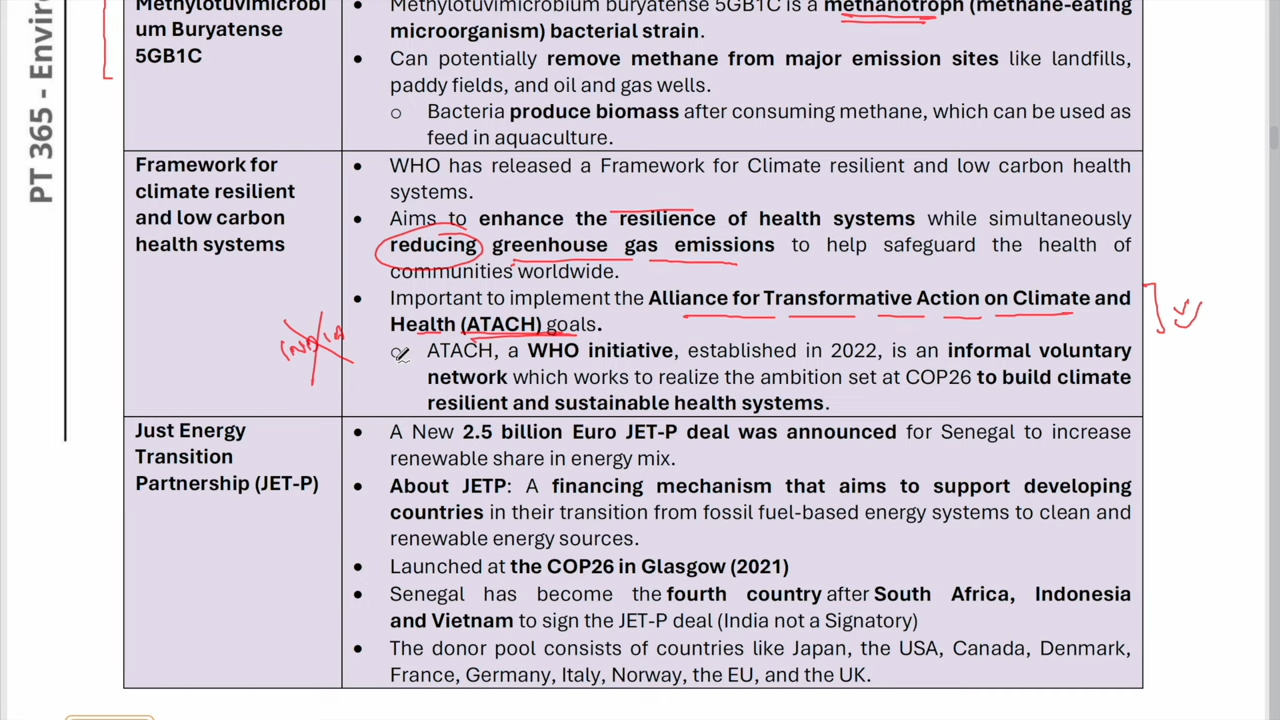 PT 365 - Envir
Methylotuvimicrobi
um Buryatense
5GB1C
Methylotuvimicrobium buryatense 5GB1C is a methanotroph (methane-eating
microorganism) bacterial strain.
• Can potentially remove methane from major emission sites like landfills,
paddy fields, and oil and gas wells.
o Bacteria produce biomass after consuming methane, which can be used as
feed in aquaculture.
Framework for
climate resilient
and low carbon
health systems
• WHO has released a Framework for Climate resilient and low carbon health
systems.
• Aims to enhance the resilience of health systems while simultaneously
reducing greenhouse gas emissions to help safeguard the health of
communities worldwide.
• Important to implement the Alliance for Transformative Action on Climate and
Health (ATACH) goals.
o ATACH, a WHO initiative, established in 2022, is an informal voluntary
network which works to realize the ambition set at COP26 to build climate
resilient and sustainable health systems.
Just Energy
Transition
Partnership (JET-P)
• A New 2.5 billion Euro JET-P deal was announced for Senegal to increase
renewable share in energy mix.
• About JETP: A financing mechanism that aims to support developing
countries in their transition from fossil fuel-based energy systems to clean and
renewable energy sources.
• Launched at the COP26 in Glasgow (2021)
• Senegal has become the fourth country after South Africa, Indonesia
and Vietnam to sign the JET-P deal (India not a Signatory)
• The donor pool consists of countries like Japan, the USA, Canada, Denmark,
France, Germany, Italy, Norway, the EU, and the UK.